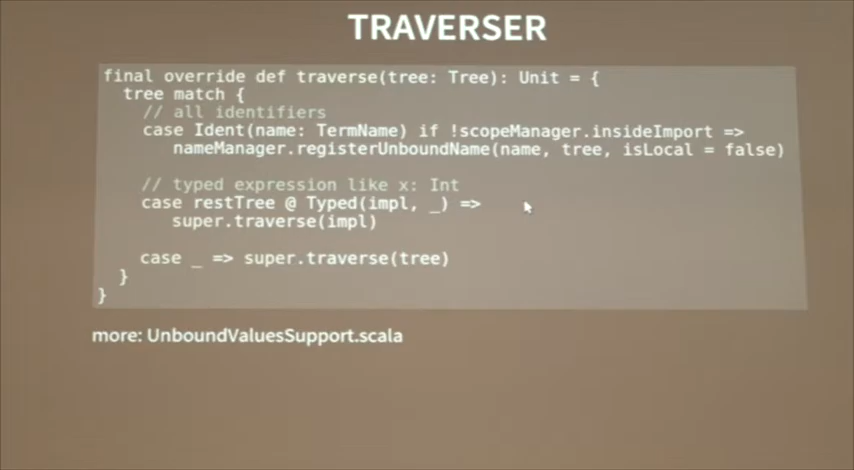 TRAVERSER
final override def traverse(tree: Tree): Unit = {
  tree match {
    // all identifiers
    case Ident(name: TermName) if !scopeManager.insideImport =>
       nameManager.registerUnboundName(name, tree, isLocal = false)
    // typed expression like x: Int
    case restTree @ Typed(impl, _) =>
       super.traverse(impl)
    case _ => super.traverse(tree)
  }
}
more: UnboundValuesSupport.scala